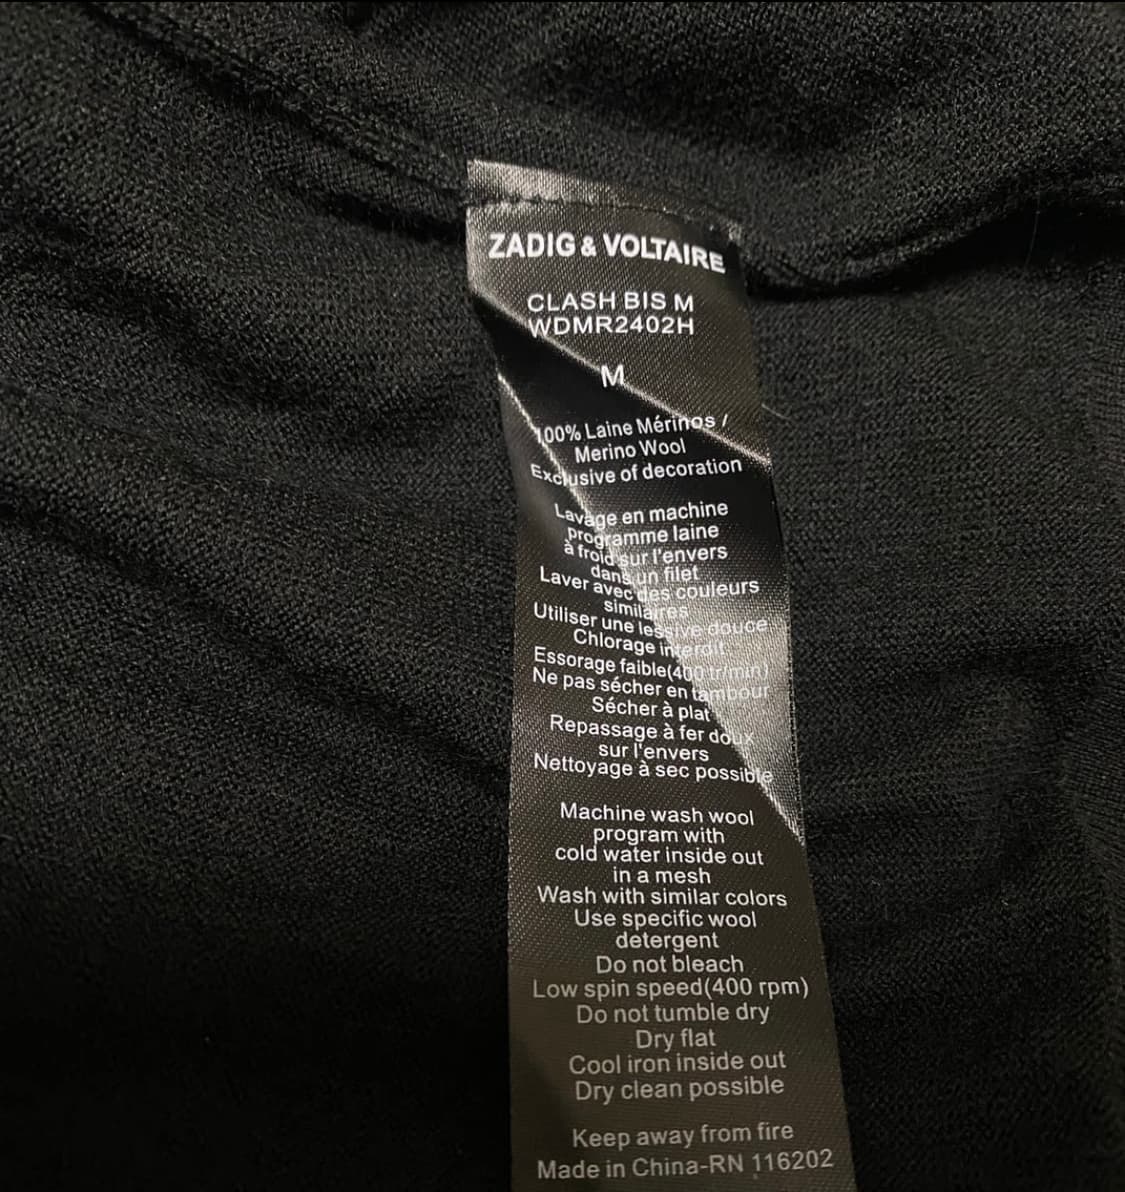 ZADIG & VOLTAIRE
CLASH BIS M
WDMR2402H
M
100% Laine Mérinos /
Merino Wool
Exclusive of decoration
Lavage en machine
programme laine
à froid sur l'envers
dans un filet
Laver avec des couleurs
similaires
Utiliser une lessive douce
Chlorage interdit
Essorage faible(400 tr/min)
Ne pas sécher en tambour
Sécher à plat
Repassage à fer doux
sur l'envers
Nettoyage à sec possible
Machine wash wool
program with
cold water inside out
in a mesh
Wash with similar colors
Use specific wool
detergent
Do not bleach
Low spin speed(400 rpm)
Do not tumble dry
Dry flat
Cool iron inside out
Dry clean possible
Keep away from fire
Made in China-RN 116202